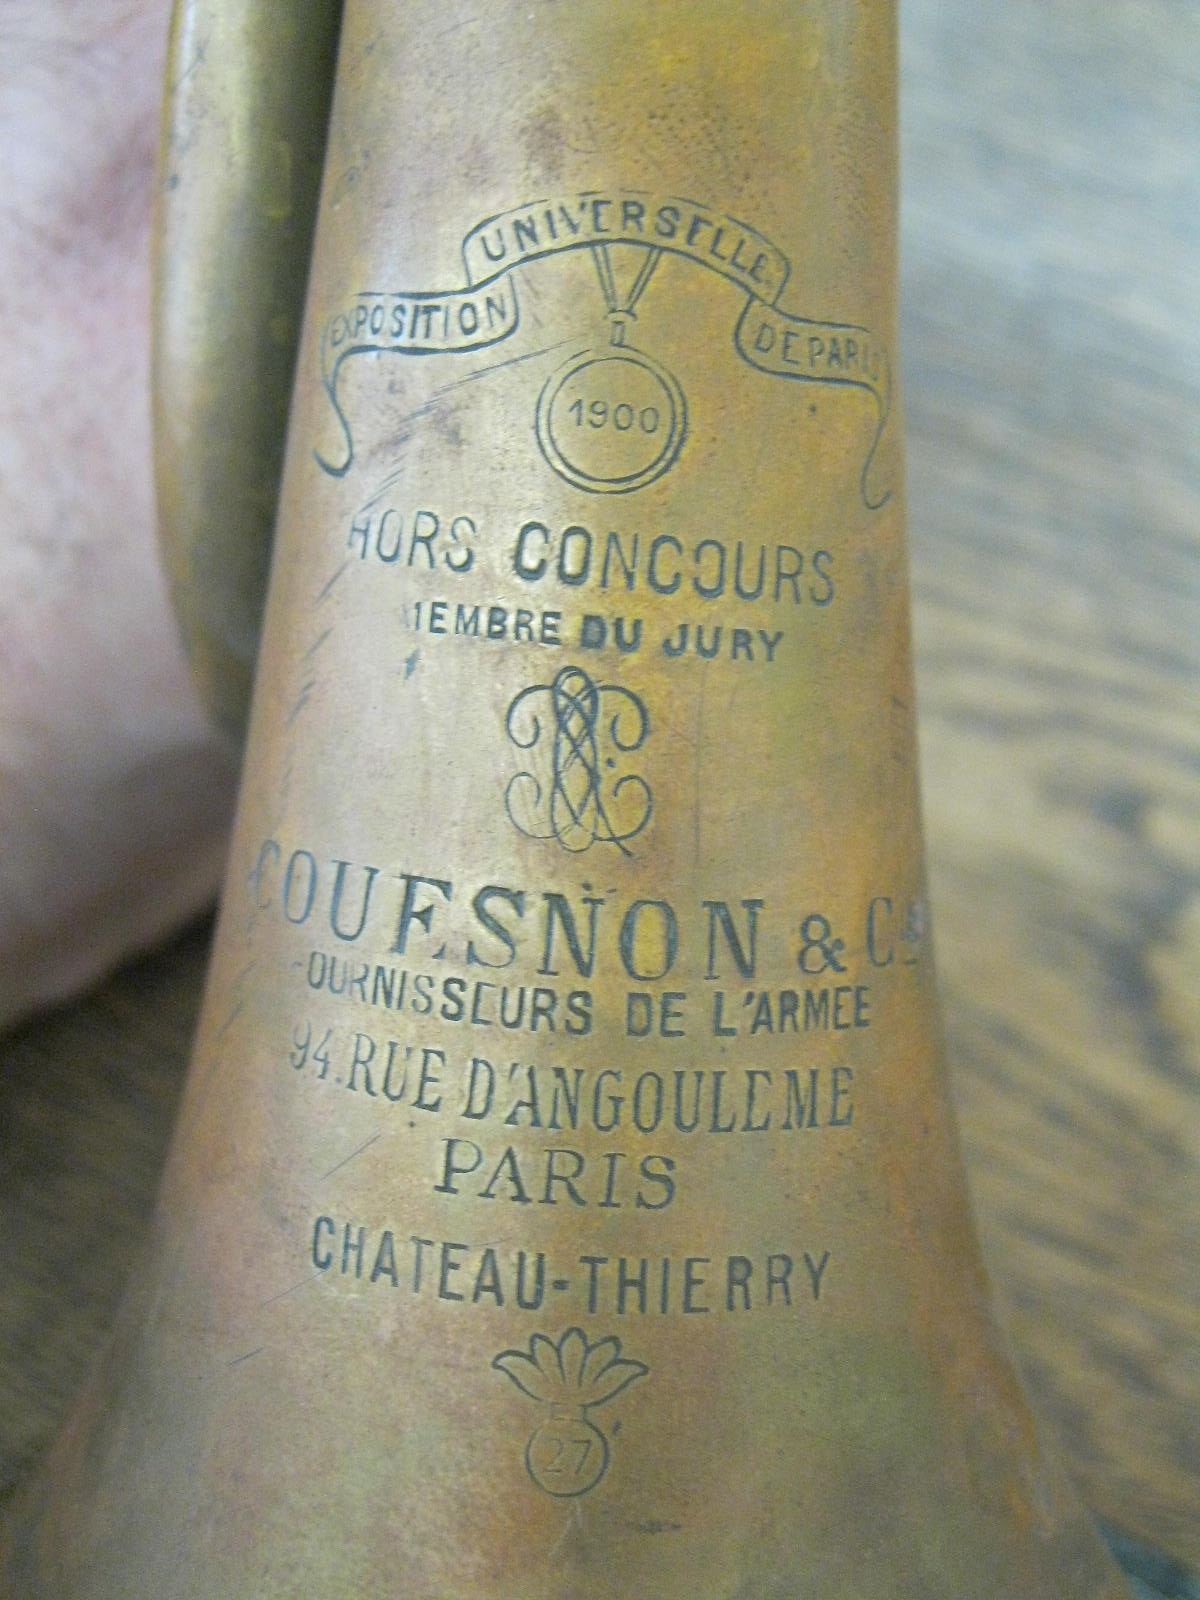 EXPOSITION UNIVERSELLE DE PARIS
1900
HORS CONCOURS
MEMBRE DU JURY
COUESNON & Cie
FOURNISSEURS DE L'ARMEE
94. RUE D'ANGOULEME
PARIS
CHATEAU-THIERRY
27